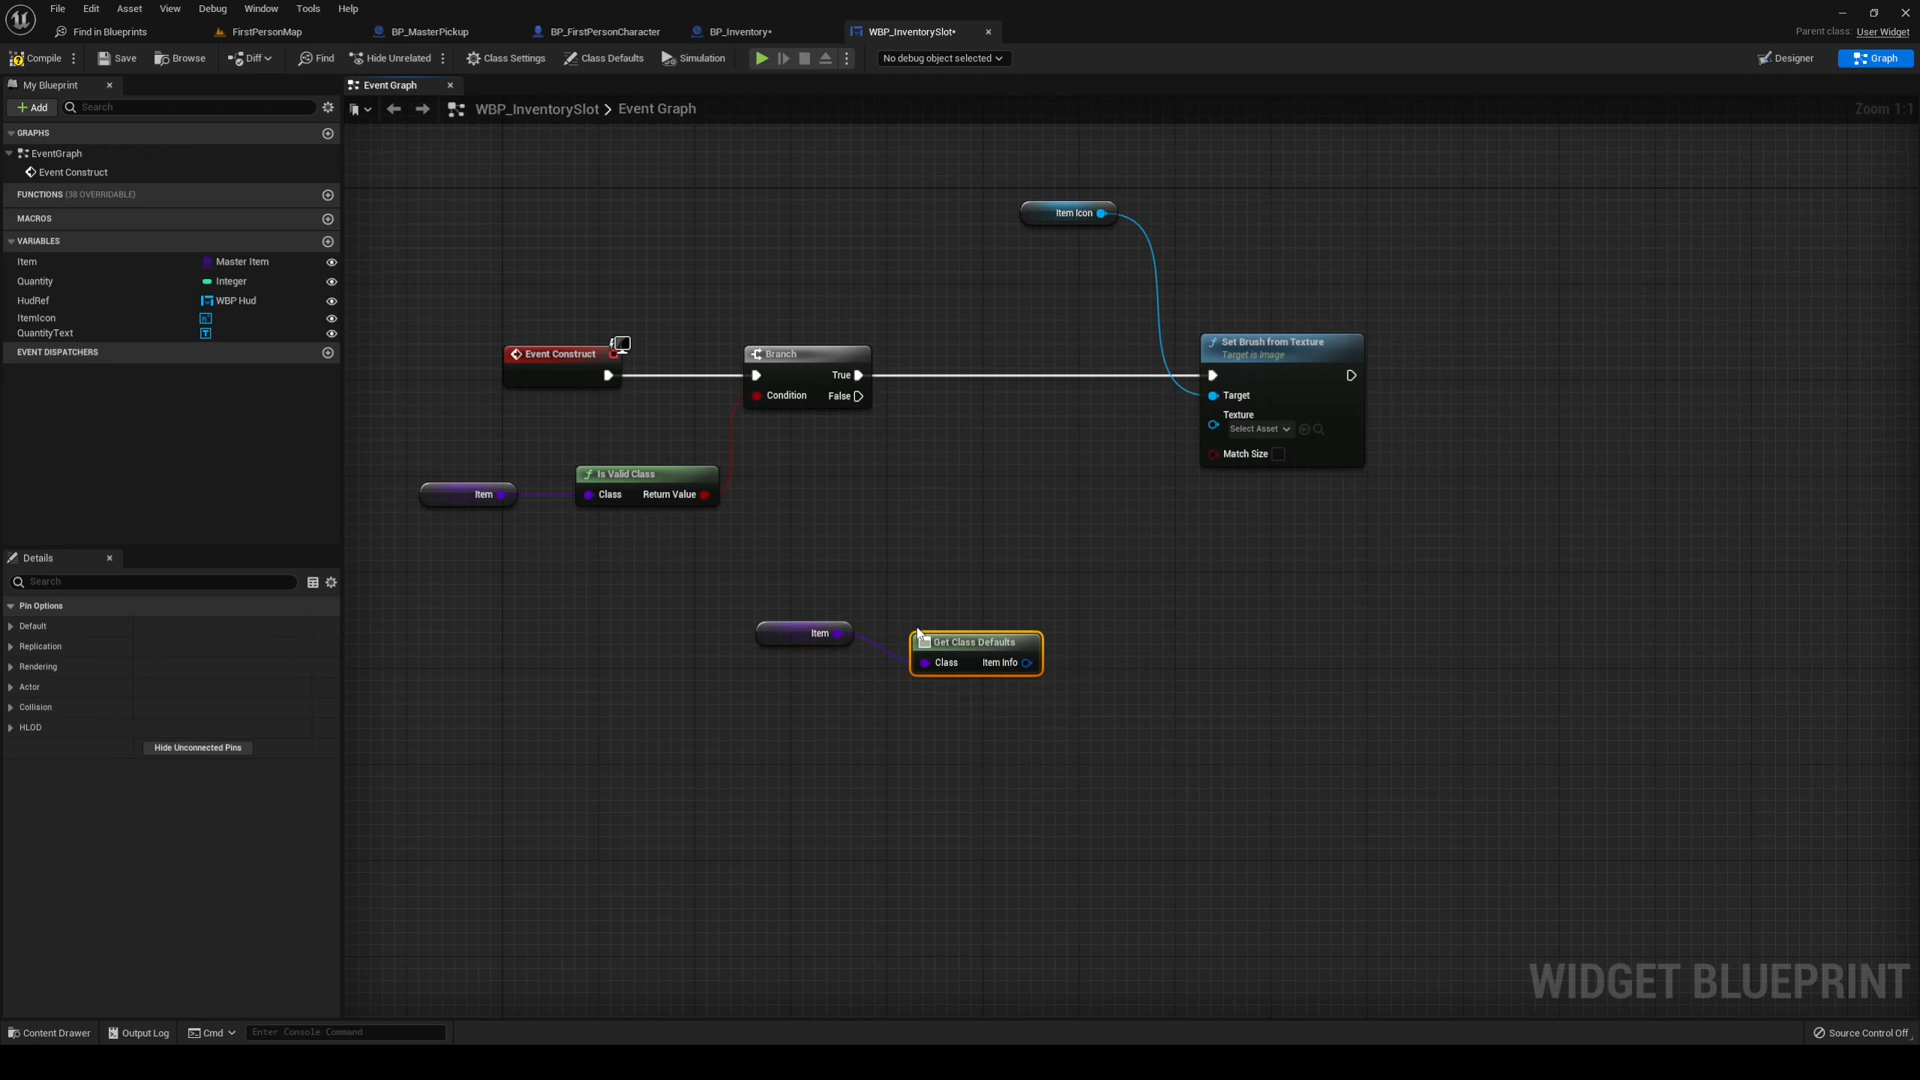 File Edit View Asset Debug Window Tools Help
Find in Blueprints FirstPersonMap BP_MasterPickup BP_FirstPersonCharacter BP_Inventory* WBP_InventorySlot* Parent class: User Widget
Compile Save Browse Diff Find Hide Unrelated Class Settings Class Defaults Simulation No debug object selected Designer Graph
My Blueprint
Event Graph
Add Search
WBP_InventorySlot > Event Graph Zoom 1:1
GRAPHS
EventGraph
Event Construct
FUNCTIONS (38 OVERRIDABLE)
MACROS
VARIABLES
Item Master Item
Quantity Integer
HudRef WBP Hud
ItemIcon
QuantityText T
EVENT DISPATCHERS
Item Icon
Event Construct
Branch
True
Condition False
Set Brush from Texture
Target is Image
Target
Texture
Select Asset
Match Size
Is Valid Class
Item
Class Return Value
Item
Get Class Defaults
Class Item Info
Details
Search
Pin Options
Default
Replication
Rendering
Actor
Collision
HLOD
Hide Unconnected Pins
WIDGET BLUEPRINT
Content Drawer Output Log Cmd Enter Console Command Source Control Off